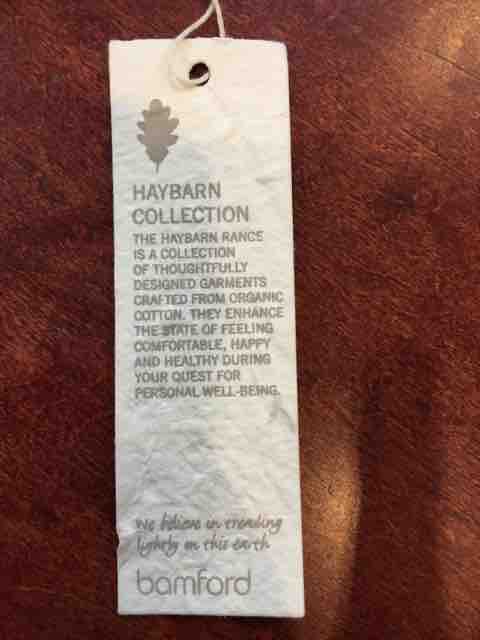 HAYBARN
COLLECTION
THE HAYBARN RANGE
IS A COLLECTION
OF THOUGHTFULLY
DESIGNED GARMENTS
CRAFTED FROM ORGANIC
COTTON. THEY ENHANCE
THE STATE OF FEELING
COMFORTABLE, HAPPY
AND HEALTHY DURING
YOUR QUEST FOR
PERSONAL WELL-BEING.
We believe in treading
lightly on this earth
bamford